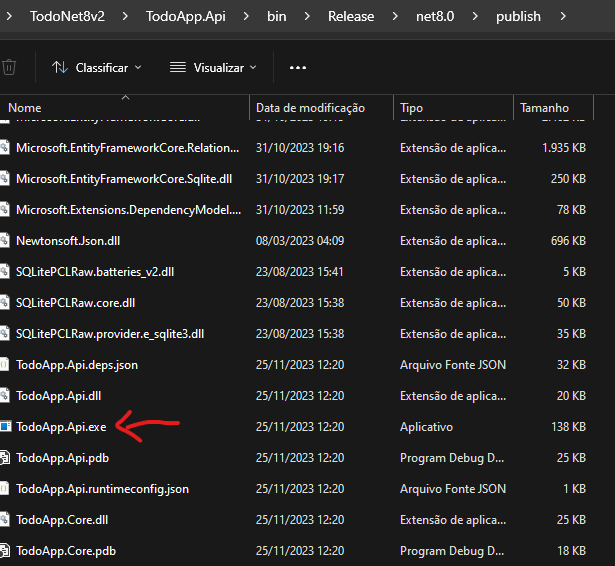 TodoNet8v2 > TodoApp.Api > bin > Release > net8.0 > publish >
Classificar Visualizar
Nome Data de modificação Tipo Tamanho
Microsoft.EntityFrameworkCore.Relation... 31/10/2023 19:16 Extensão de aplica... 1.935 KB
Microsoft.EntityFrameworkCore.Sqlite.dll 31/10/2023 19:17 Extensão de aplica... 250 KB
Microsoft.Extensions.DependencyModel.... 31/10/2023 11:59 Extensão de aplica... 78 KB
Newtonsoft.Json.dll 08/03/2023 04:09 Extensão de aplica... 696 KB
SQLitePCLRaw.batteries_v2.dll 23/08/2023 15:41 Extensão de aplica... 5 KB
SQLitePCLRaw.core.dll 23/08/2023 15:38 Extensão de aplica... 50 KB
SQLitePCLRaw.provider.e_sqlite3.dll 23/08/2023 15:38 Extensão de aplica... 35 KB
TodoApp.Api.deps.json 25/11/2023 12:20 Arquivo Fonte JSON 32 KB
TodoApp.Api.dll 25/11/2023 12:20 Extensão de aplica... 20 KB
TodoApp.Api.exe 25/11/2023 12:20 Aplicativo 138 KB
TodoApp.Api.pdb 25/11/2023 12:20 Program Debug D... 25 KB
TodoApp.Api.runtimeconfig.json 25/11/2023 12:20 Arquivo Fonte JSON 1 KB
TodoApp.Core.dll 25/11/2023 12:20 Extensão de aplica... 25 KB
TodoApp.Core.pdb 25/11/2023 12:20 Program Debug D... 18 KB